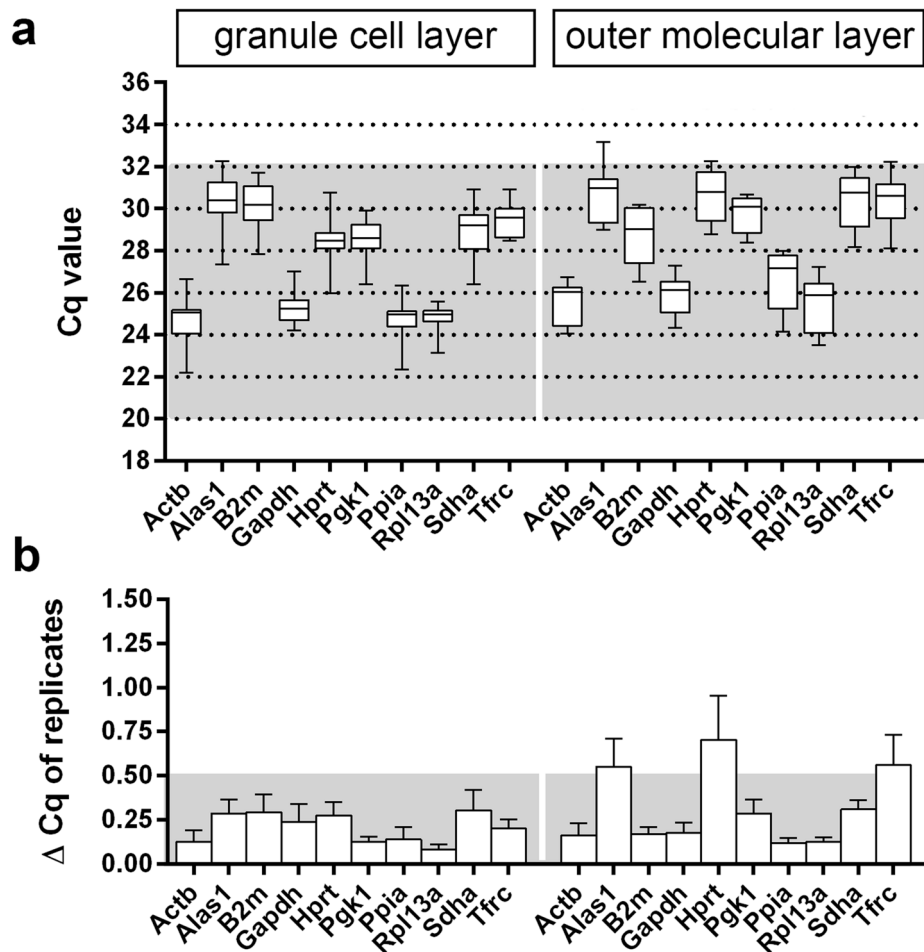 a
granule cell layer
outer molecular layer
Cq value
36
34
32
30
28
26
24
22
20
18
Actb
Alas1
B2m
Gapdh
Hprt
Pgk1
Ppia
Rpl13a
Sdha
Tfrc
Actb
Alas1
B2m
Gapdh
Hprt
Pgk1
Ppia
Rpl13a
Sdha
Tfrc
b
Δ Cq of replicates
1.50
1.25
1.00
0.75
0.50
0.25
0.00
Actb
Alas1
B2m
Gapdh
Hprt
Pgk1
Ppia
Rpl13a
Sdha
Tfrc
Actb
Alas1
B2m
Gapdh
Hprt
Pgk1
Ppia
Rpl13a
Sdha
Tfrc